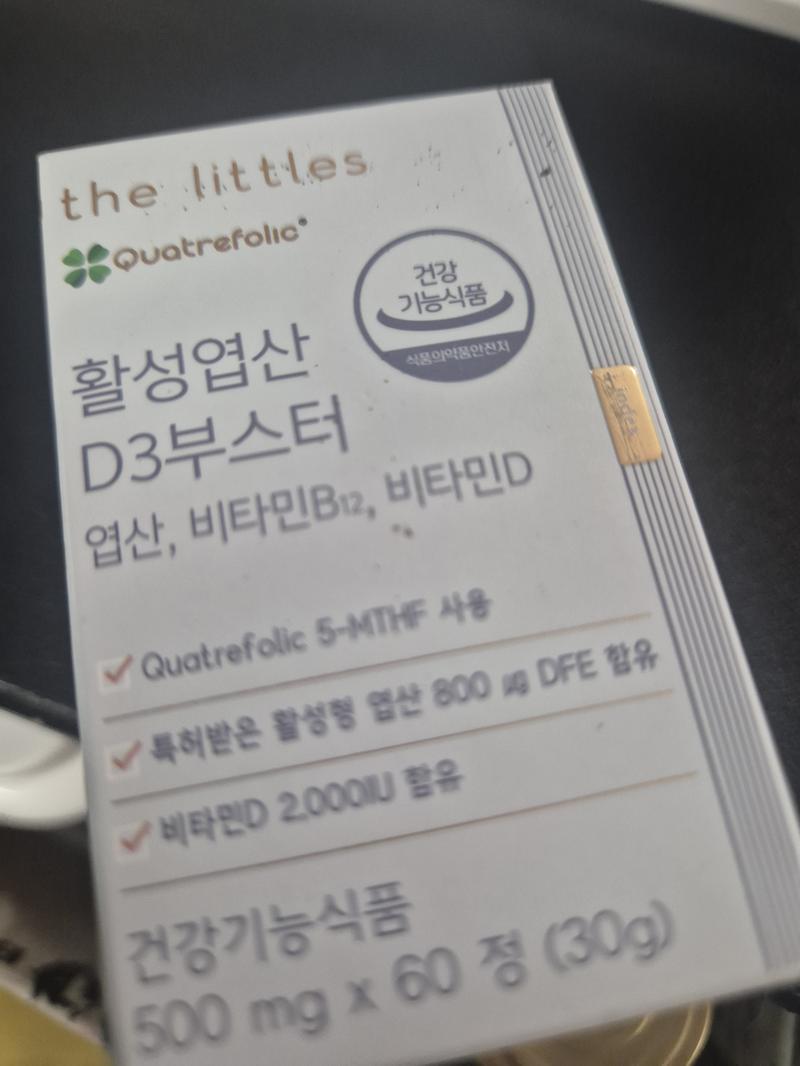 the littles
Quatrefolic®
건강
기능식품
식품의약품안전처
활성엽산
D3부스터
엽산, 비타민B12, 비타민D
Quatrefolic 5-MTHF 사용
특허받은 활성형 엽산 800 ㎍ DFE 함유
비타민D 2,000IU 함유
건강기능식품
500 mg x 60 정 (30g)